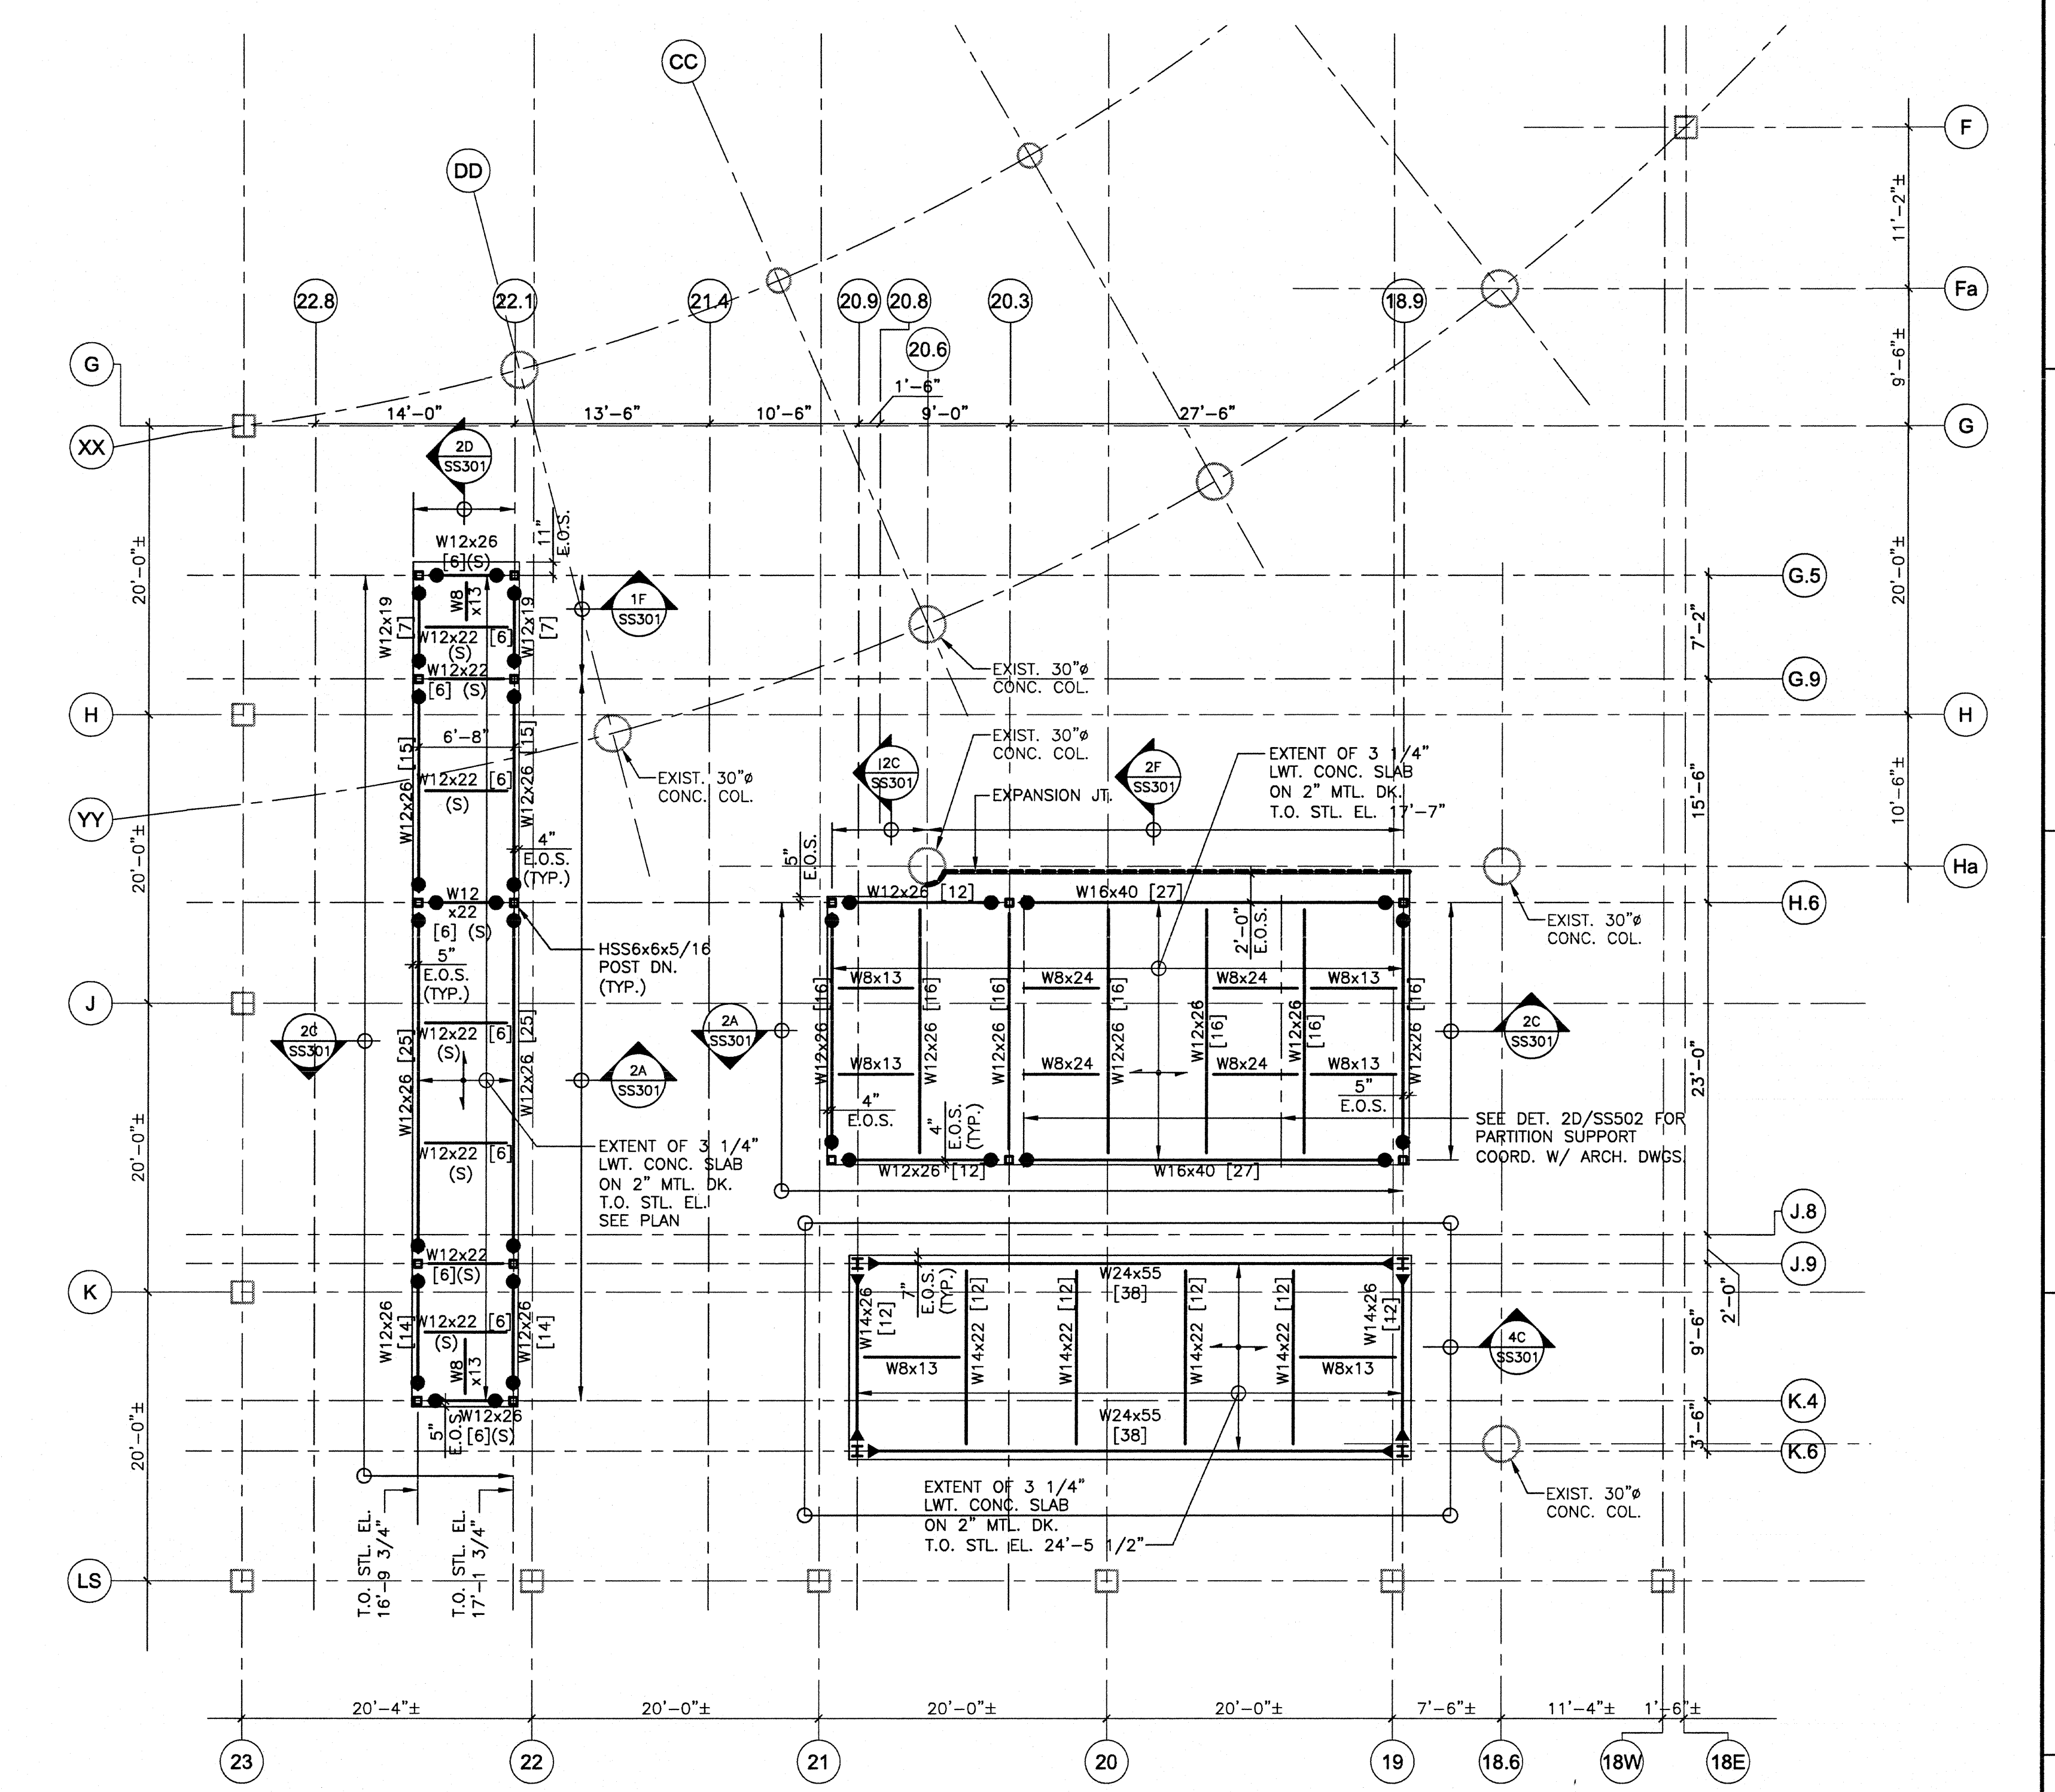 CC
F
DD
11'-2"±
22.8
22.1
21.4
20.9
20.8
20.3
18.9
Fa
20.6
G
1'-6"
9'-6"±
14'-0"
13'-6"
10'-6"
9'-0"
27'-6"
G
XX
2D
SS301
11"
E.O.S.
W12x26
[6](S)
20'-0"±
20'-0"±
G.5
W8
x13
1F
SS301
W12x19
[7]
W12x19
[7]
W12x22 [6]
(S)
7'-2"
W12x22
[6] (S)
EXIST. 30"ø
CONC. COL.
G.9
H
H
6'-8"
W12x26 [15]
W12x26 [15]
EXIST. 30"ø
CONC. COL.
W12x22 [6]
(S)
EXIST. 30"ø
CONC. COL.
2C
SS301
2F
SS301
EXTENT OF 3 1/4"
LWT. CONC. SLAB
ON 2" MTL. DK.
T.O. STL. EL. 17'-7"
EXPANSION JT.
15'-6"
10'-6"±
YY
4"
E.O.S.
(TYP.)
5"
E.O.S.
Ha
20'-0"±
W12
x22
[6] (S)
W12x26 [12]
W16x40 [27]
H.6
2'-0"
E.O.S.
EXIST. 30"ø
CONC. COL.
HSS6x6x5/16
POST DN.
(TYP.)
5"
E.O.S.
(TYP.)
W8x13
W8x24
W8x24
W8x13
J
2C
SS301
W12x22 [6]
(S)
2A
SS301
2C
SS301
W12x26 [25]
W12x26 [25]
W12x26 [16]
W12x26 [16]
W12x26 [16]
W12x26 [16]
W12x26
[16]
W12x26
[16]
W12x26 [16]
2A
SS301
W8x13
W8x24
W8x24
W8x13
23'-0"
4"
E.O.S.
4"
E.O.S.
(TYP.)
5"
E.O.S.
SEE DET. 2D/SS502 FOR
PARTITION SUPPORT
COORD. W/ ARCH. DWGS.
W12x22 [6]
(S)
20'-0"±
EXTENT OF 3 1/4"
LWT. CONC. SLAB
ON 2" MTL. DK.
T.O. STL. EL.
SEE PLAN
W12x26 [12]
W16x40 [27]
J.8
W12x22
[6](S)
J.9
K
7"
E.O.S.
(TYP.)
W24x55
[38]
2'-0"
W12x26
[14]
W12x26
[14]
W12x22 [6]
(S)
W14x26
[12]
W14x22 [12]
W14x22 [12]
W14x22 [12]
W14x22 [12]
W14x26
[12]
W8
x13
W8x13
W8x13
4C
SS301
9'-6"
K.4
W12x26
[6](S)
5"
E.O.S.
W24x55
[38]
3'-6"
K.6
20'-0"±
EXTENT OF 3 1/4"
LWT. CONC. SLAB
ON 2" MTL. DK.
T.O. STL. EL. 24'-5 1/2"
EXIST. 30"ø
CONC. COL.
T.O. STL. EL.
16'-9 3/4"
T.O. STL. EL.
17'-1 3/4"
LS
20'-4"±
20'-0"±
20'-0"±
20'-0"±
7'-6"±
11'-4"±
1'-6"±
23
22
21
20
19
18.6
18W
18E